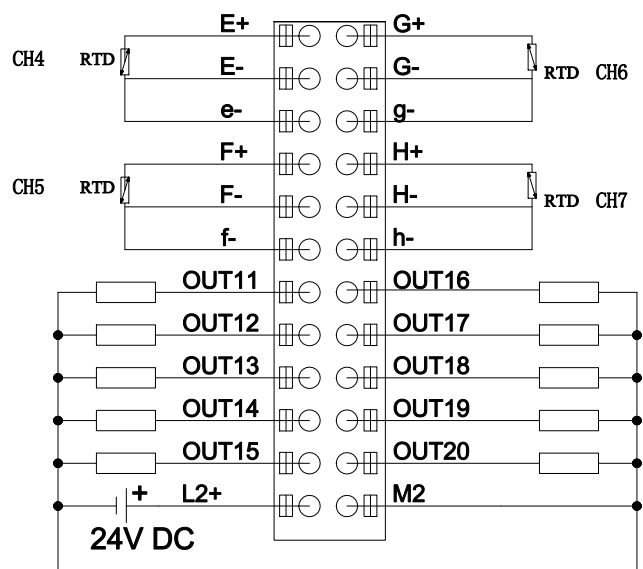 E+ G+
CH4 RTD E- G- RTD CH6
e- g-
F+ H+
CH5 RTD F- H- RTD CH7
f- h-
OUT11 OUT16
OUT12 OUT17
OUT13 OUT18
OUT14 OUT19
OUT15 OUT20
+ L2+ M2
24V DC